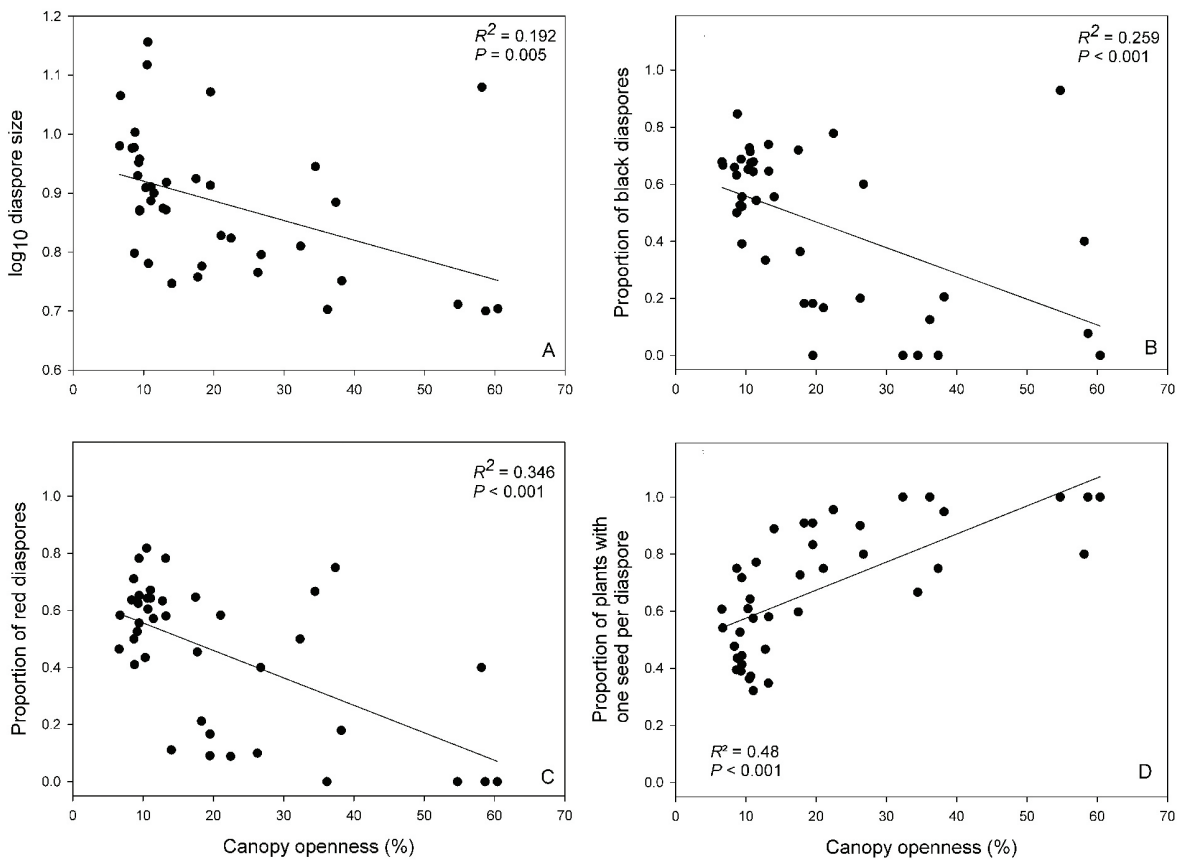 1.2
1.1
1.0
0.9
0.8
0.7
0.6
log10 diaspore size
R2 = 0.192
P = 0.005
A
0 10 20 30 40 50 60 70
1.0
0.8
0.6
0.4
0.2
0.0
Proportion of black diaspores
R2 = 0.259
P < 0.001
B
0 10 20 30 40 50 60 70
1.0
0.8
0.6
0.4
0.2
0.0
Proportion of red diaspores
R2 = 0.346
P < 0.001
C
0 10 20 30 40 50 60 70
Canopy openness (%)
1.0
0.8
0.6
0.4
0.2
0.0
Proportion of plants with
one seed per diaspore
R² = 0.48
P < 0.001
D
0 10 20 30 40 50 60 70
Canopy openness (%)